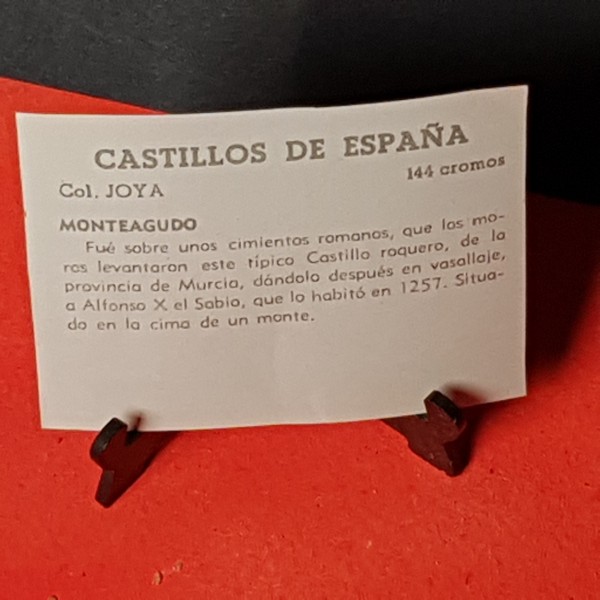 CASTILLOS DE ESPAÑA
Col. JOYA
144 cromos
MONTEAGUDO
Fué sobre unos cimientos romanos, que los mo-
ros levantaron este típico Castillo roquero, de la
provincia de Murcia, dándolo después en vasallaje,
a Alfonso X el Sabio, que lo habitó en 1257. Situa-
do en la cima de un monte.